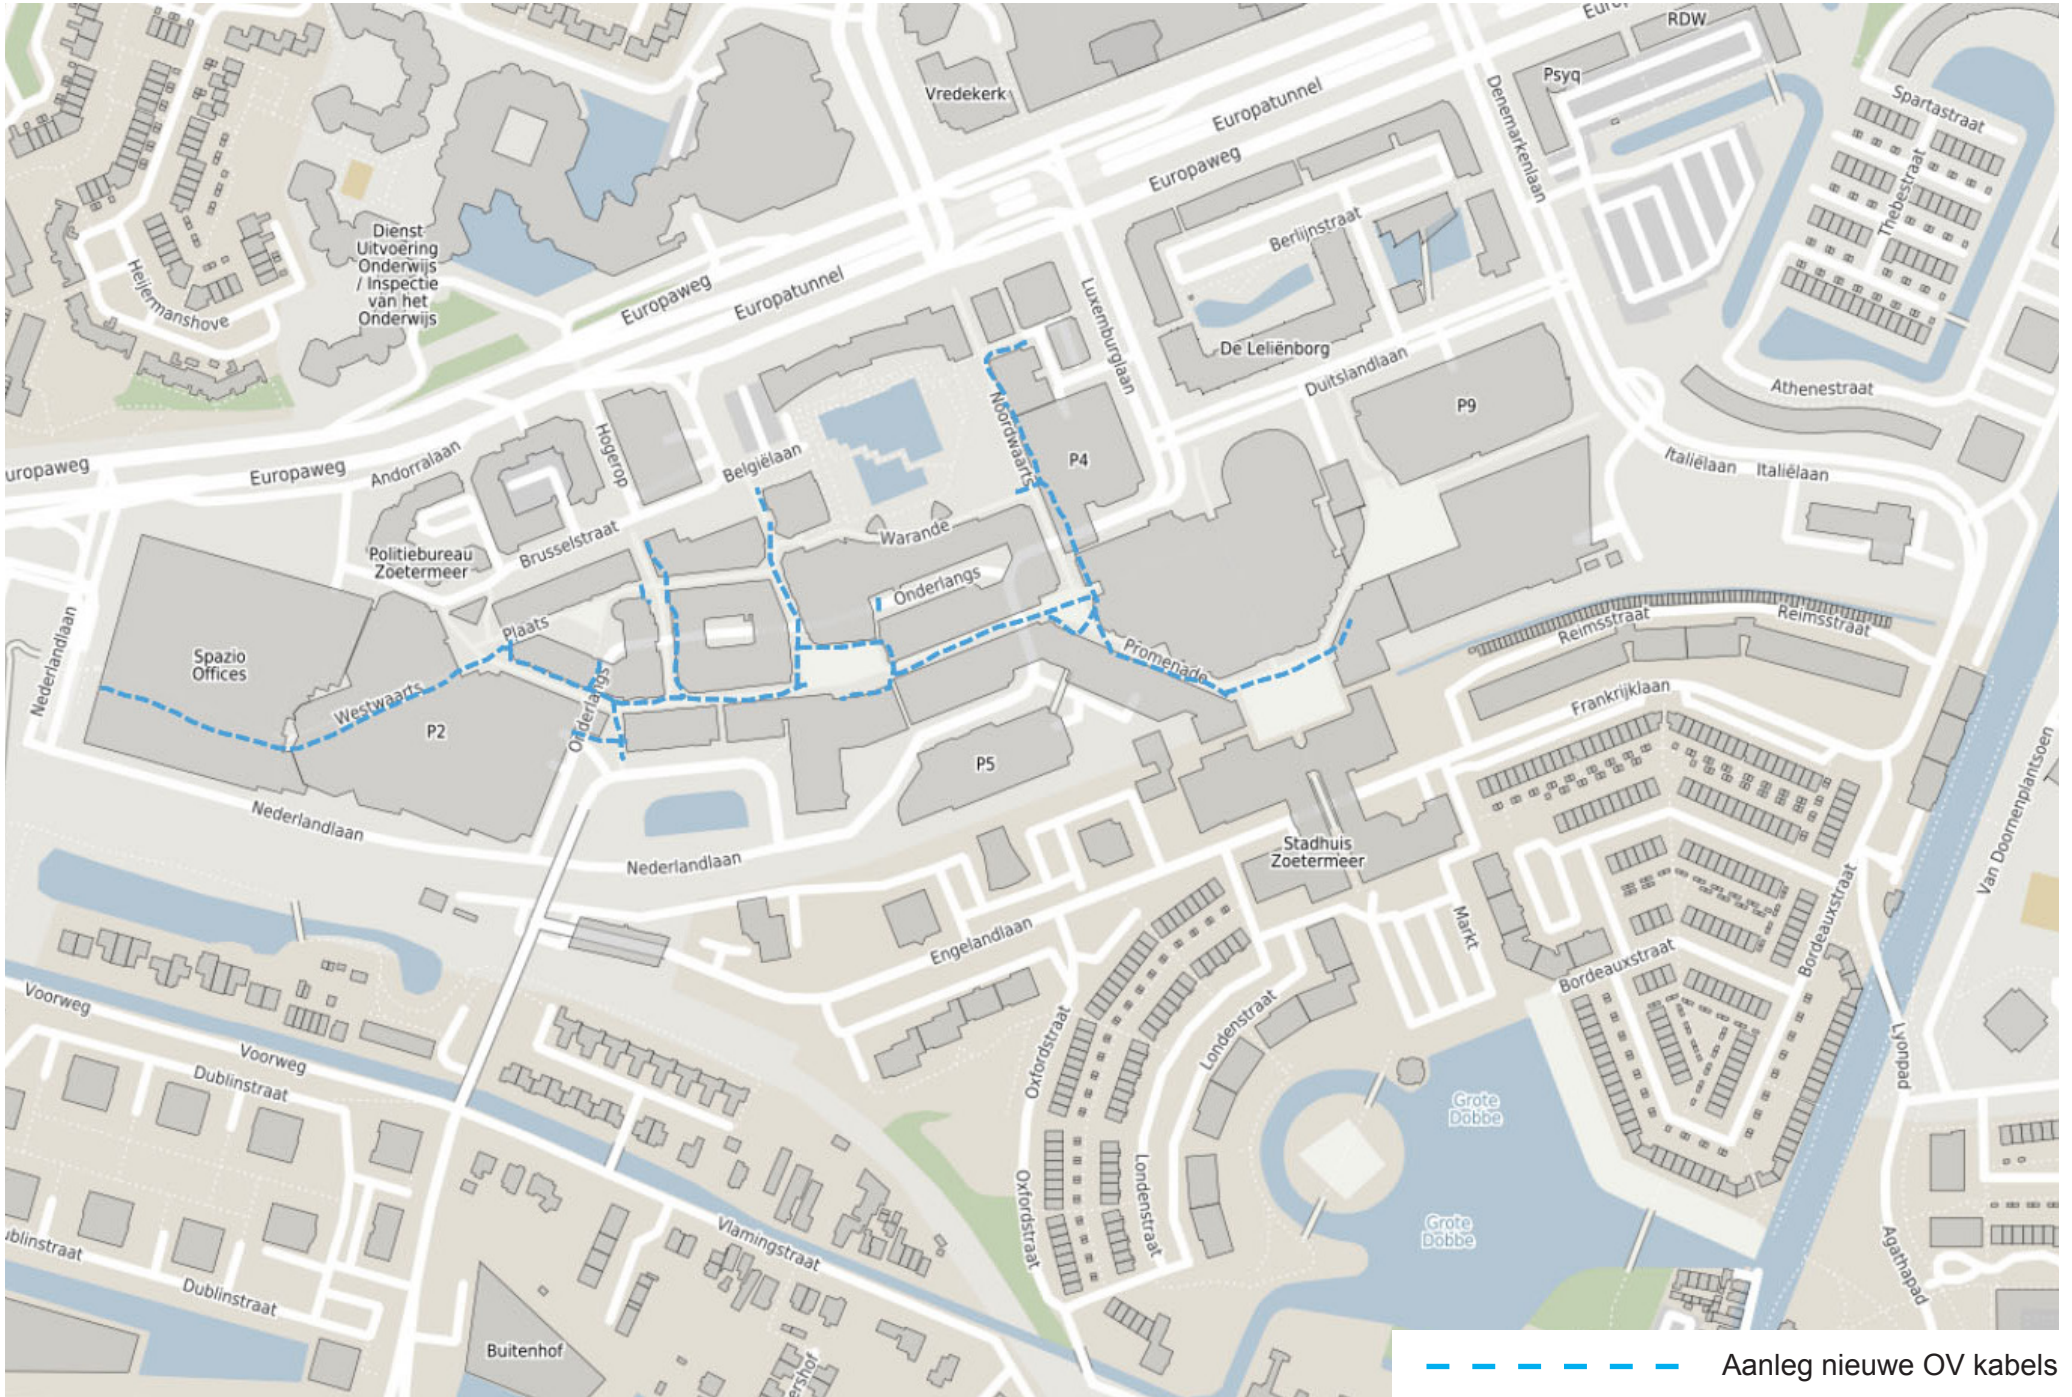 Europaweg
RDW
Psyq
Vredekerk
Europatunnel
Denemarkenlaan
Spartastraat
Europaweg
Thebestraat
Dienst
Uitvoering
Onderwijs
/ Inspectie
van het
Onderwijs
Berlijnstraat
Heijermanshove
Europaweg
Europatunnel
Luxemburglaan
De Leliënborg
Duitslandlaan
Athenestraat
P9
Noordwaarts
Hogerop
Andorralaan
Europaweg
uropaweg
Belgiëlaan
P4
Italiëlaan
Italiëlaan
Brusselstraat
Warande
Politiebureau
Zoetermeer
Onderlangs
Plaats
Reimsstraat
Reimsstraat
Nederlandlaan
Spazio
Offices
Westwaarts
Onderlangs
Promenade
Frankrijklaan
P2
P5
Van Doornenplantsoen
Nederlandlaan
Nederlandlaan
Stadhuis
Zoetermeer
Engelandlaan
Markt
Bordeauxstraat
Bordeauxstraat
Voorweg
Voorweg
Dublinstraat
Oxfordstraat
Londenstraat
Lyonpad
Grote
Dobbe
Londenstraat
Oxfordstraat
Vlamingstraat
Grote
Dobbe
Agathapad
ublinstraat
Dublinstraat
Buitenhof
ershof
Aanleg nieuwe OV kabels